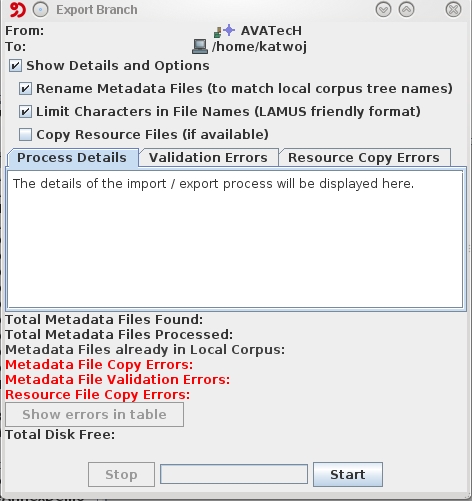 Export Branch
From: AVATecH
To: /home/katwoj
Show Details and Options
Rename Metadata Files (to match local corpus tree names)
Limit Characters in File Names (LAMUS friendly format)
Copy Resource Files (if available)
Process Details Validation Errors Resource Copy Errors
The details of the import / export process will be displayed here.
Total Metadata Files Found:
Total Metadata Files Processed:
Metadata Files already in Local Corpus:
Metadata File Copy Errors:
Metadata File Validation Errors:
Resource File Copy Errors:
Show errors in table
Total Disk Free:
Stop Start